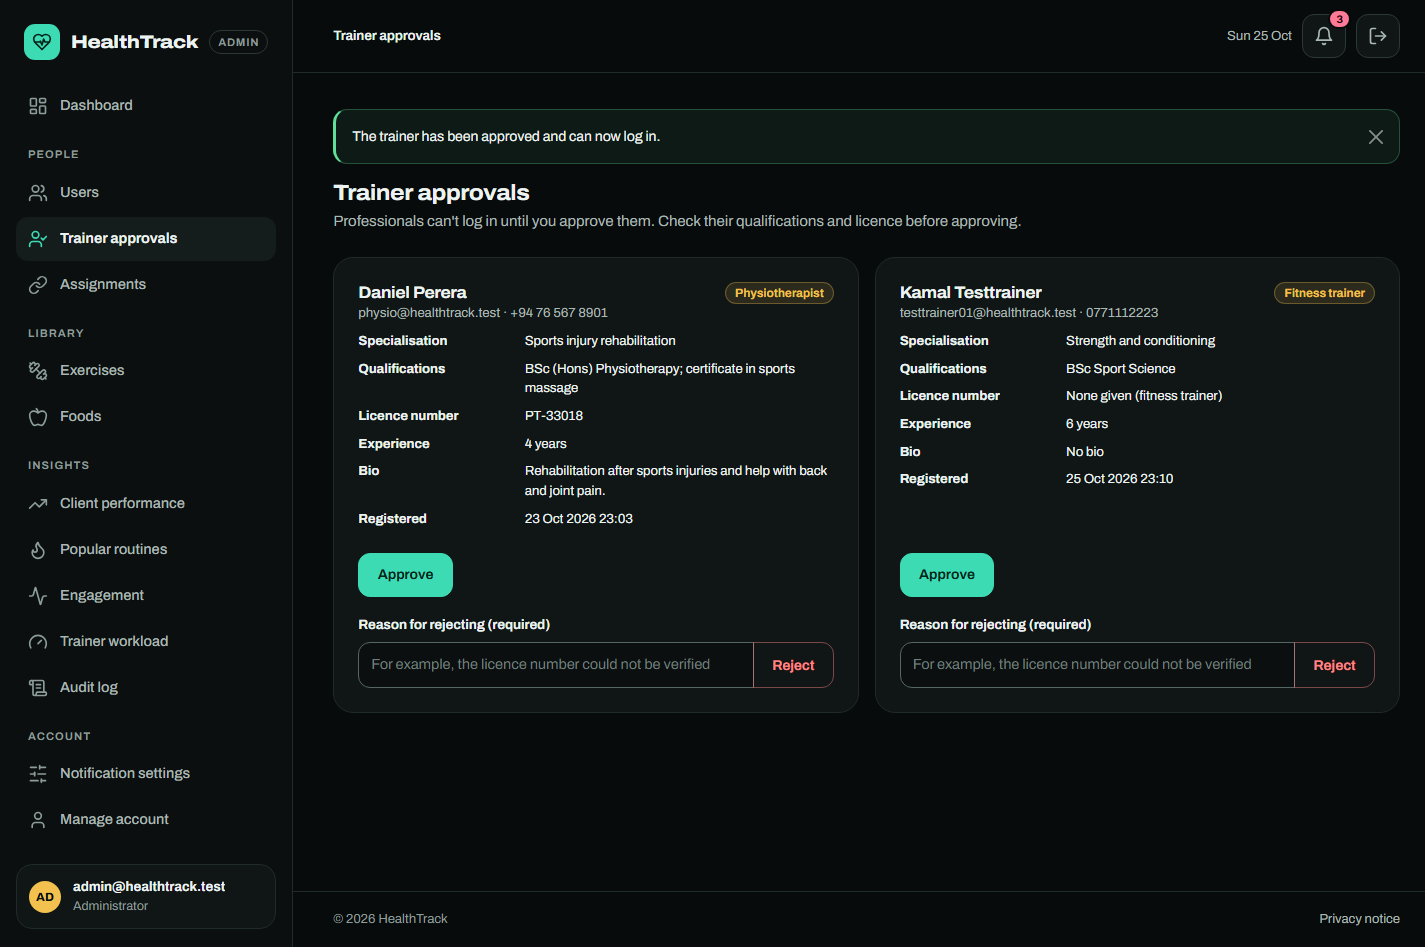 HealthTrack ADMIN
Dashboard
PEOPLE
Users
Trainer approvals
Assignments
LIBRARY
Exercises
Foods
INSIGHTS
Client performance
Popular routines
Engagement
Trainer workload
Audit log
ACCOUNT
Notification settings
Manage account
AD
admin@healthtrack.test
Administrator
Trainer approvals
Sun 25 Oct
3
The trainer has been approved and can now log in.
Trainer approvals
Professionals can't log in until you approve them. Check their qualifications and licence before approving.
Daniel Perera
Physiotherapist
physio@healthtrack.test · +94 76 567 8901
Specialisation Sports injury rehabilitation
Qualifications BSc (Hons) Physiotherapy; certificate in sports
massage
Licence number PT-33018
Experience 4 years
Bio Rehabilitation after sports injuries and help with back
and joint pain.
Registered 23 Oct 2026 23:03
Approve
Reason for rejecting (required)
For example, the licence number could not be verified Reject
Kamal Testtrainer
Fitness trainer
testtrainer01@healthtrack.test · 0771112223
Specialisation Strength and conditioning
Qualifications BSc Sport Science
Licence number None given (fitness trainer)
Experience 6 years
Bio No bio
Registered 25 Oct 2026 23:10
Approve
Reason for rejecting (required)
For example, the licence number could not be verified Reject
© 2026 HealthTrack
Privacy notice